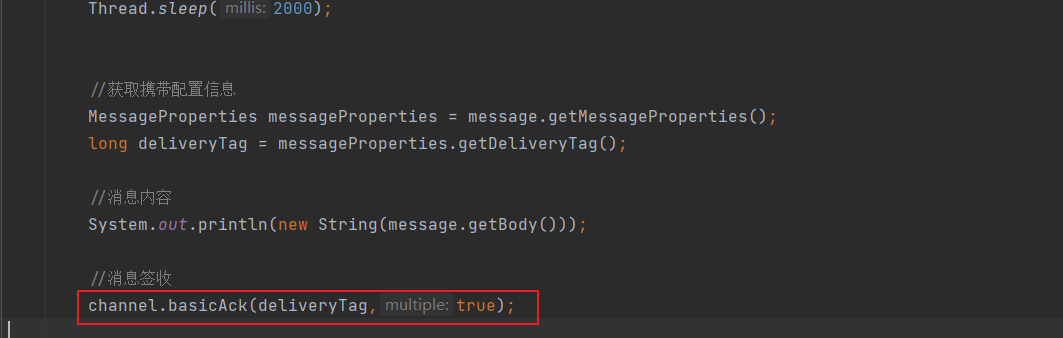 Thread.sleep( millis: 2000);
//获取携带配置信息
MessageProperties messageProperties = message.getMessageProperties();
long deliveryTag = messageProperties.getDeliveryTag();
//消息内容
System.out.println(new String(message.getBody()));
//消息签收
channel.basicAck(deliveryTag, multiple: true);